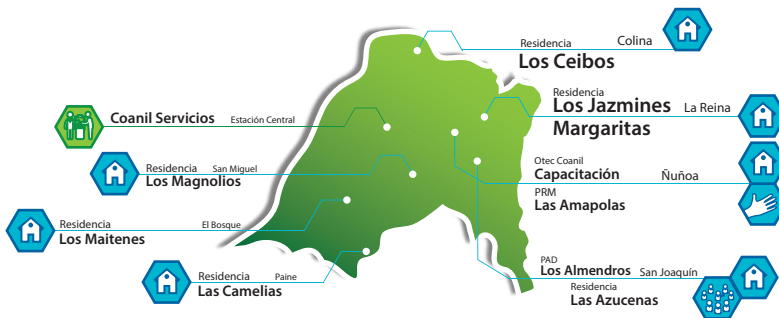 Residencia Colina
Los Ceibos
Residencia
Los Jazmines La Reina
Margaritas
Coanil Servicios Estación Central
Otec Coanil
Capacitación Ñuñoa
PRM
Las Amapolas
Residencia San Miguel
Los Magnolios
Residencia El Bosque
Los Maitenes
PAD
Los Almendros San Joaquín
Residencia
Las Azucenas
Residencia Paine
Las Camelias